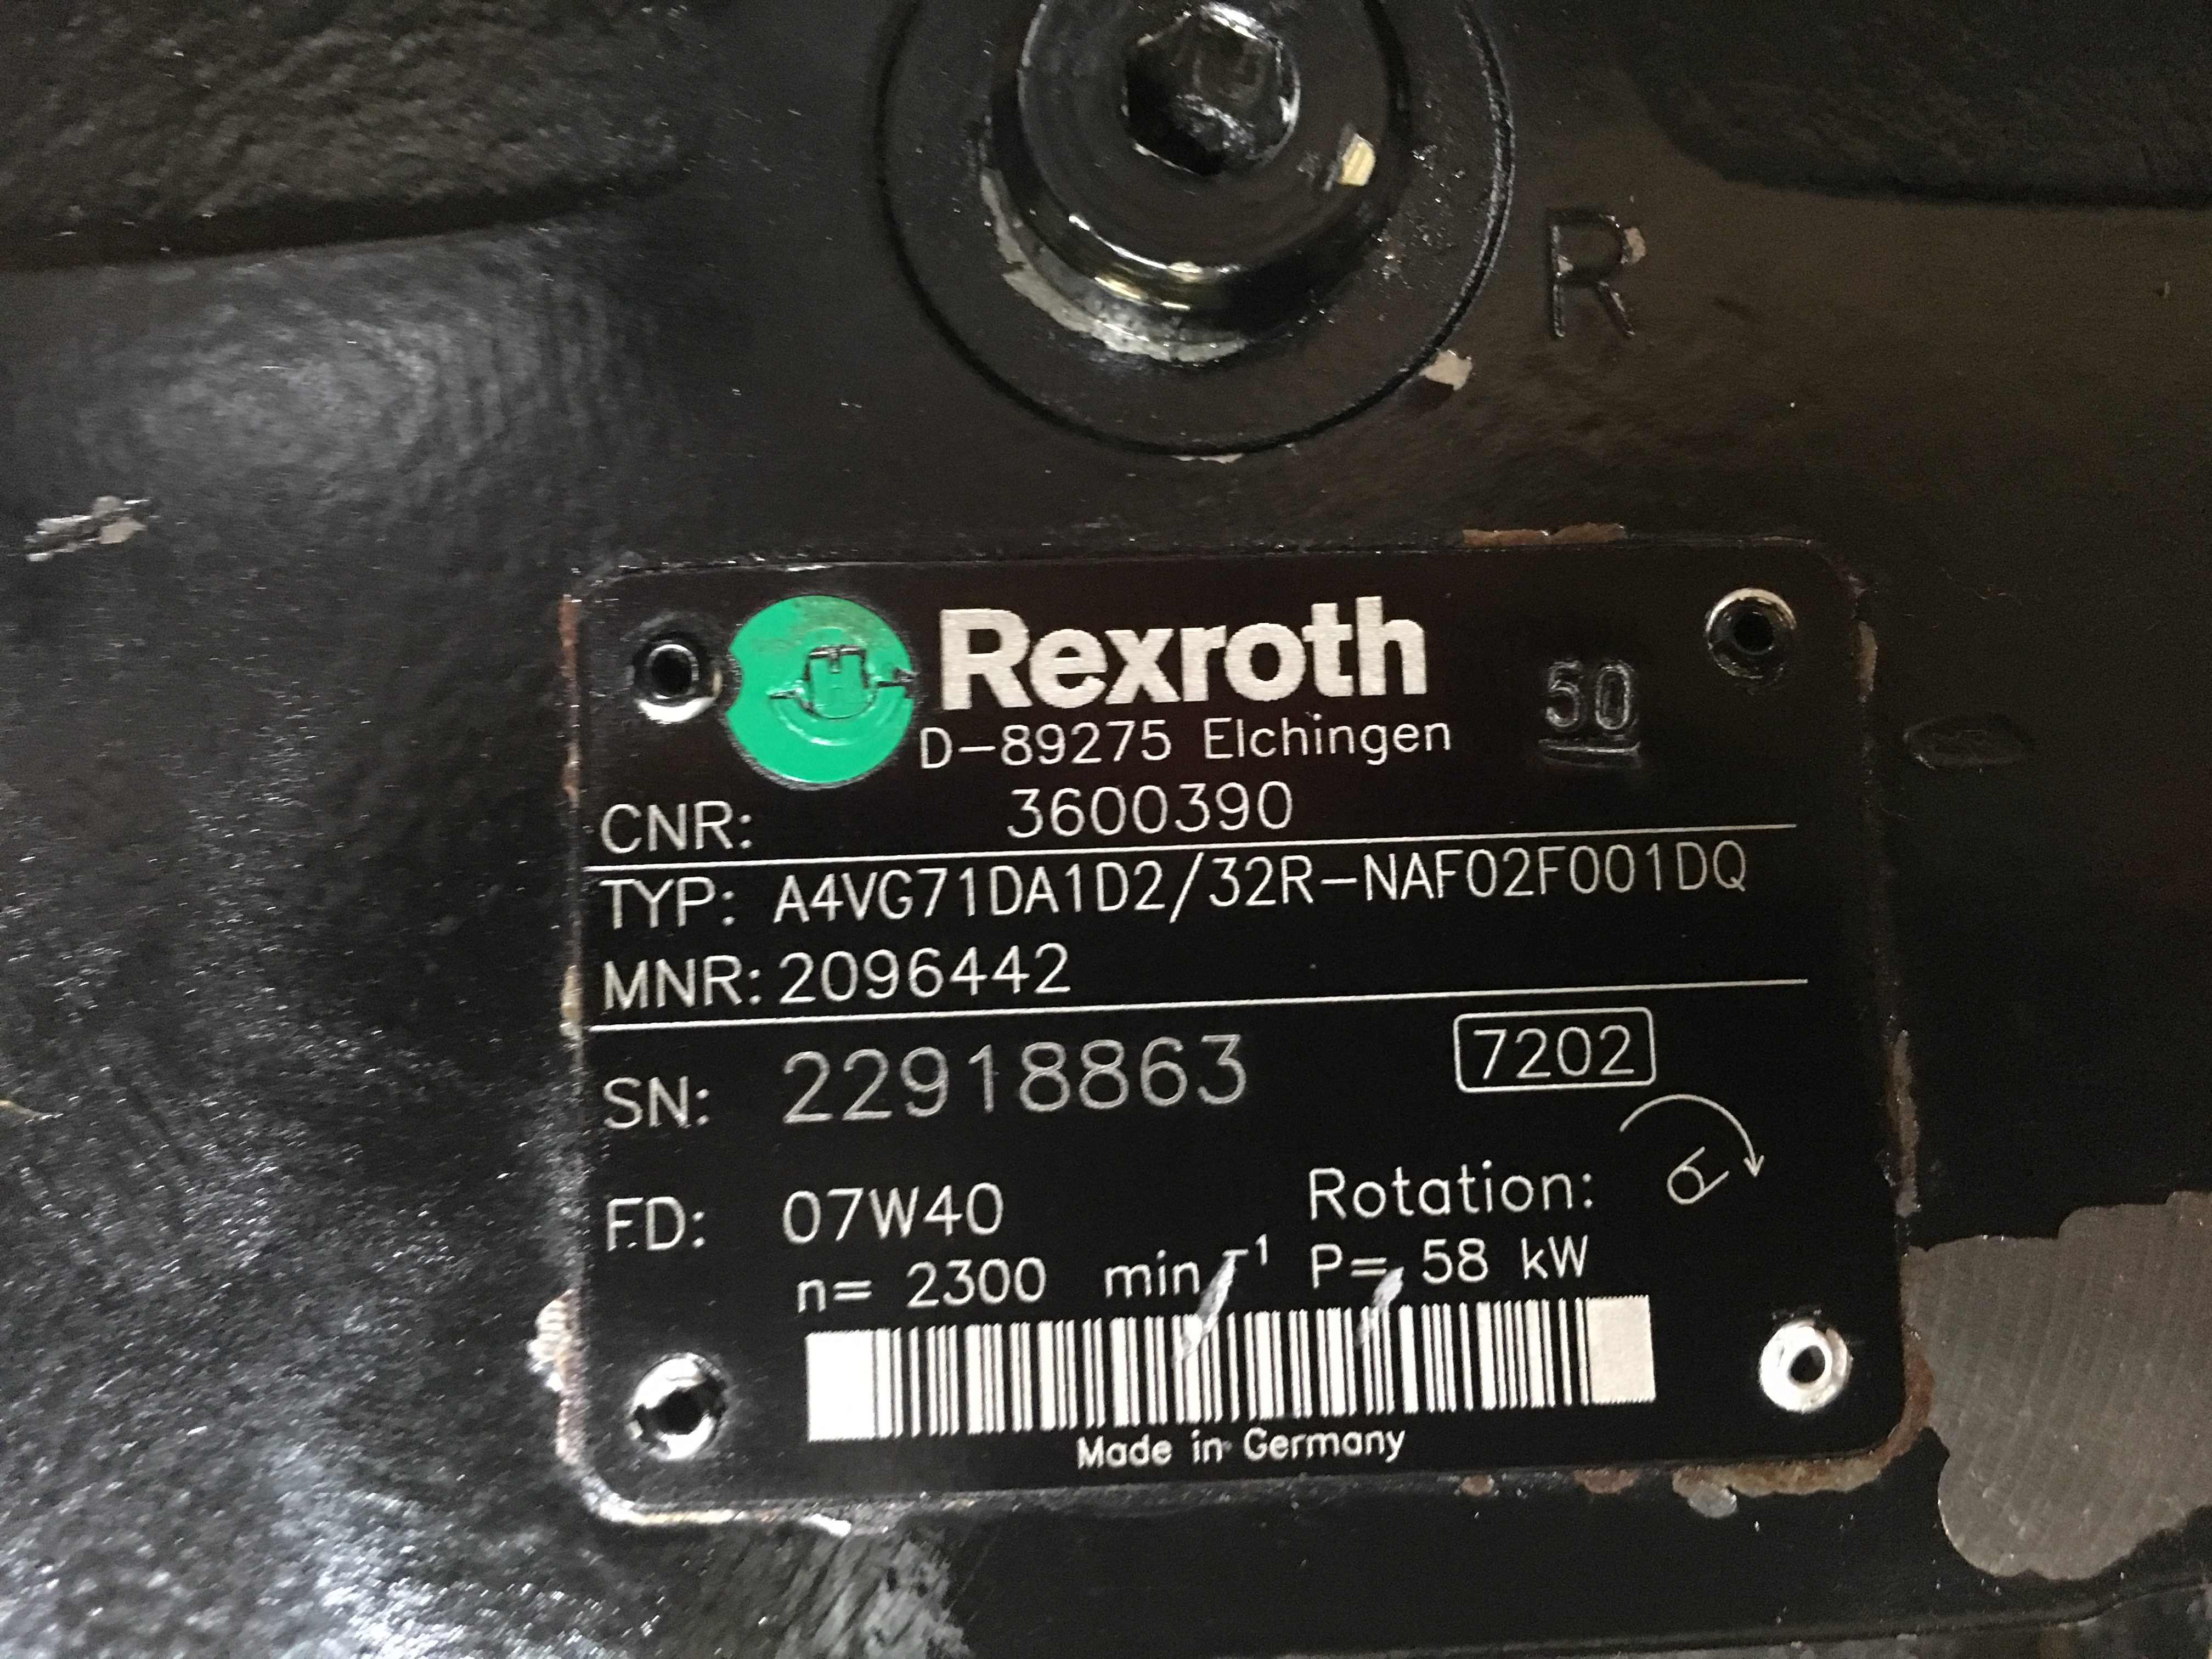 R
Rexroth
50
D-89275 Elchingen
CNR: 3600390
TYP: A4VG71DA1D2/32R-NAF02F001DQ
MNR: 2096442
SN: 22918863 7202
FD: 07W40 Rotation:
n= 2300 min⁻¹ P= 58 kW
Made in Germany